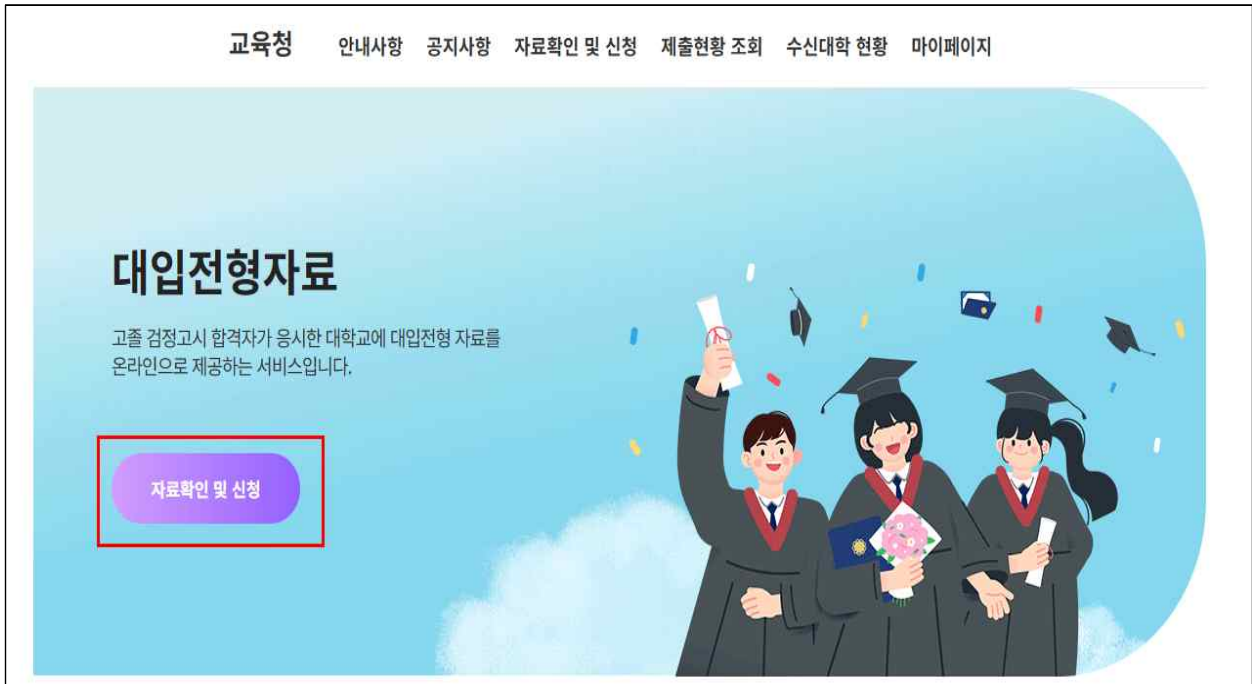 교육청 안내사항 공지사항 자료확인 및 신청 제출현황 조회 수신대학 현황 마이페이지
대입전형자료
고졸 검정고시 합격자가 응시한 대학교에 대입전형 자료를
온라인으로 제공하는 서비스입니다.
자료확인 및 신청